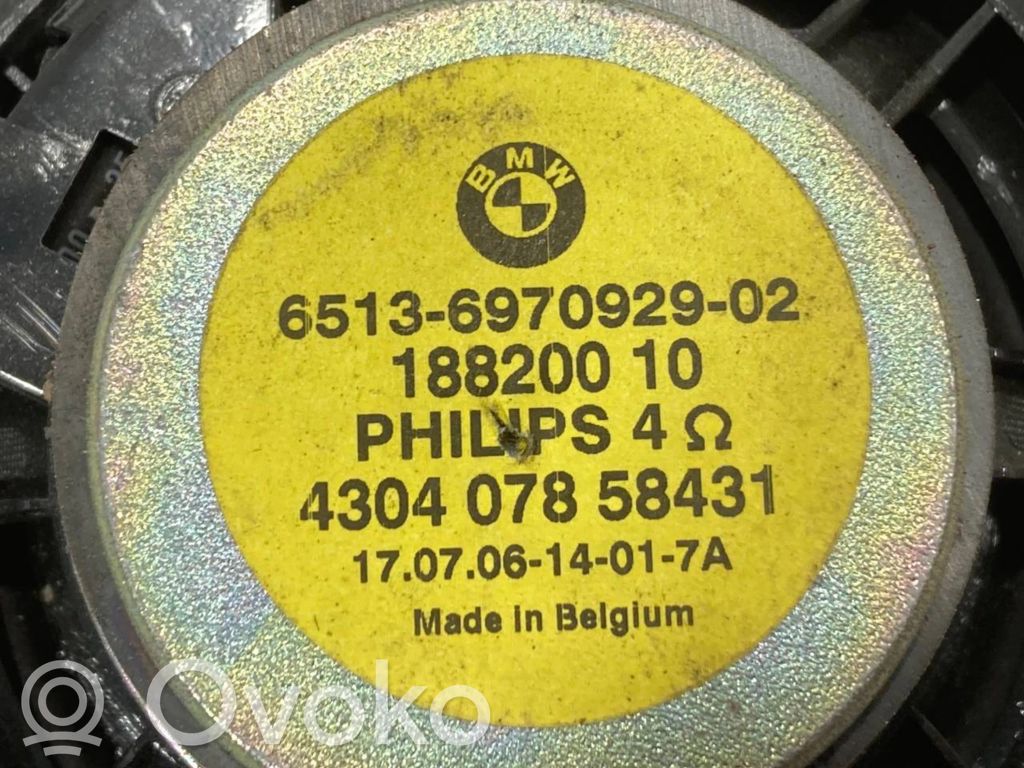 BMW
6513-6970929-02
188200 10
PHILIPS 4 Ω
4304 078 58431
17.07.06-14-01-7A
Made in Belgium
Ovoko